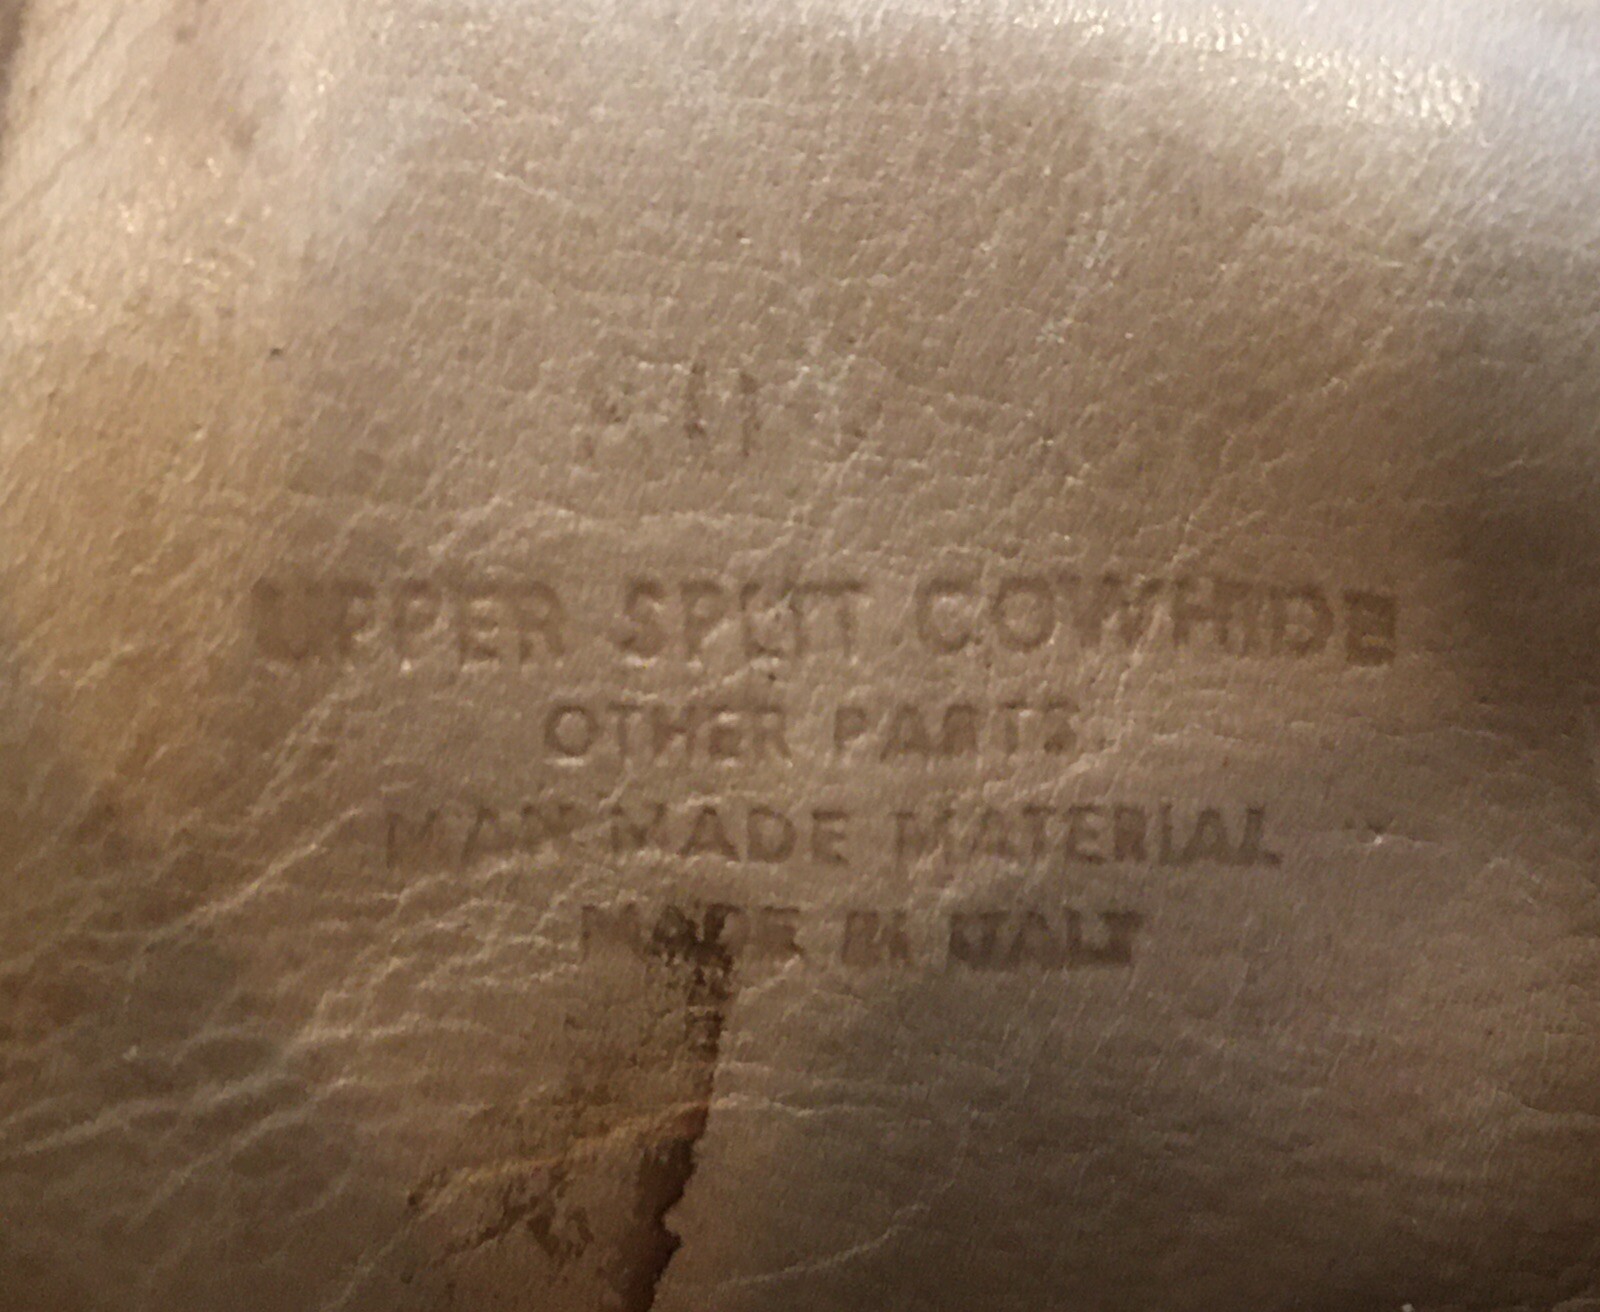 UPPER SPLIT COWHIDE
OTHER PARTS
MAN MADE MATERIAL
MADE IN ITALY